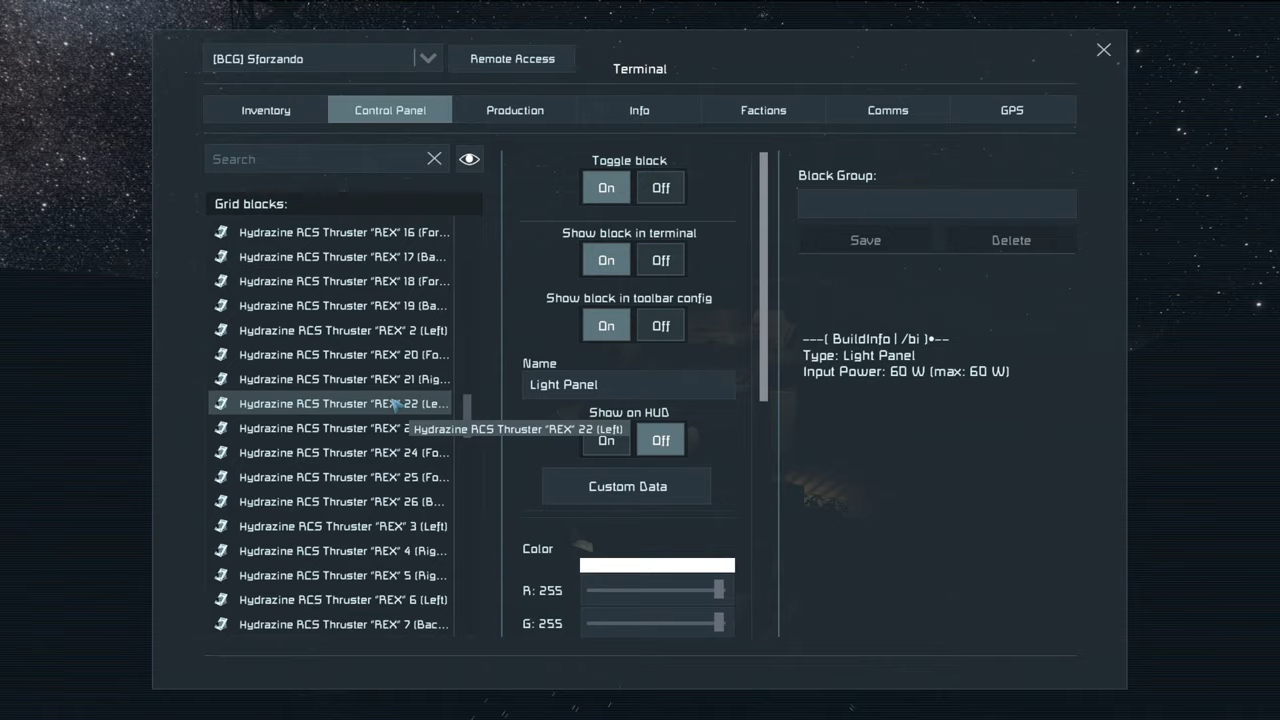 [BCG] Sforzando
Remote Access
Terminal
Inventory
Control Panel
Production
Info
Factions
Comms
GPS
Search
Grid blocks:
Hydrazine RCS Thruster "REX" 16 (For...
Hydrazine RCS Thruster "REX" 17 (Ba...
Hydrazine RCS Thruster "REX" 18 (For...
Hydrazine RCS Thruster "REX" 19 (Ba...
Hydrazine RCS Thruster "REX" 2 (Left)
Hydrazine RCS Thruster "REX" 20 (Fo...
Hydrazine RCS Thruster "REX" 21 (Rig...
Hydrazine RCS Thruster "REX" 22 (Le...
Hydrazine RCS Thruster "REX" 2
Hydrazine RCS Thruster "REX" 22 (Left)
Hydrazine RCS Thruster "REX" 24 (Fo...
Hydrazine RCS Thruster "REX" 25 (Fo...
Hydrazine RCS Thruster "REX" 26 (B...
Hydrazine RCS Thruster "REX" 3 (Left)
Hydrazine RCS Thruster "REX" 4 (Rig...
Hydrazine RCS Thruster "REX" 5 (Rig...
Hydrazine RCS Thruster "REX" 6 (Left)
Hydrazine RCS Thruster "REX" 7 (Bac...
Toggle block
On Off
Show block in terminal
On Off
Show block in toolbar config
On Off
Name
Light Panel
Show on HUD
On Off
Custom Data
Color
R: 255
G: 255
Block Group:
Save
Delete
---( BuildInfo | /bi )•--
Type: Light Panel
Input Power: 60 W (max: 60 W)